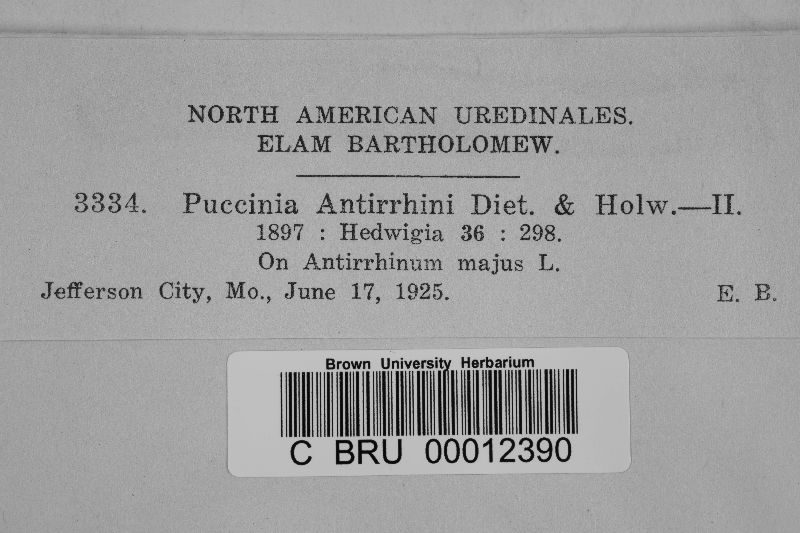 NORTH AMERICAN UREDINALES.
ELAM BARTHOLOMEW.
3334. Puccinia Antirrhini Diet. & Holw.—II.
1897 : Hedwigia 36 : 298.
On Antirrhinum majus L.
Jefferson City, Mo., June 17, 1925. E. B.
Brown University Herbarium
C BRU 00012390